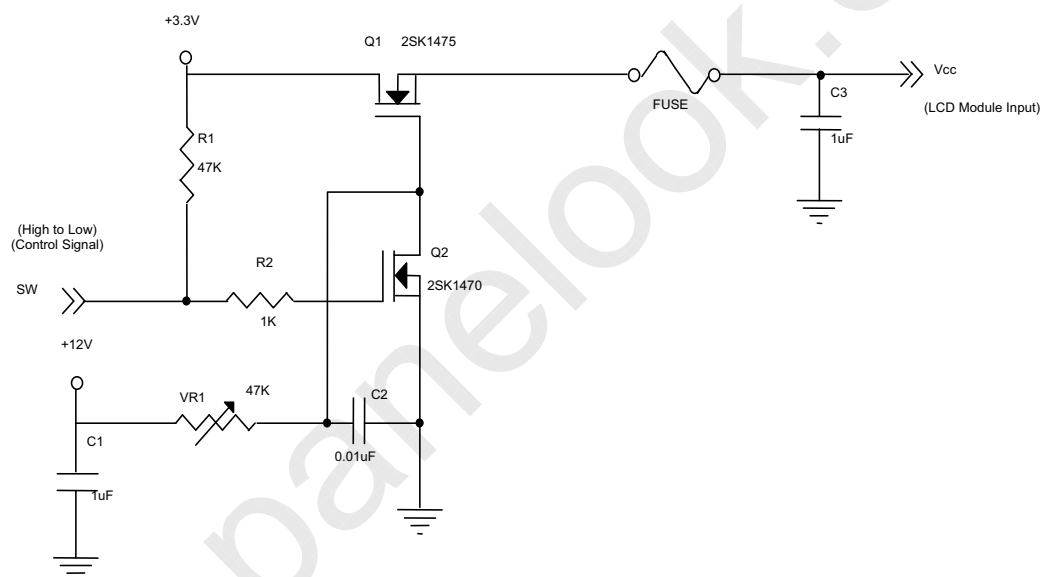 +3.3V
Q1 2SK1475
Vcc
C3
FUSE
(LCD Module Input)
R1
1uF
47K
(High to Low)
(Control Signal)
Q2
R2
SW
2SK1470
1K
+12V
VR1
47K
C2
C1
0.01uF
1uF
panelook.